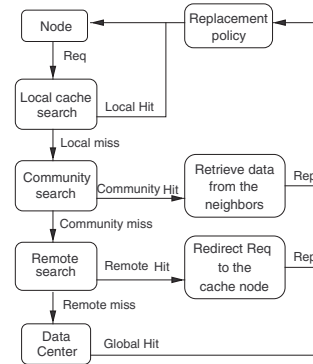 Node
Replacement
policy
Req
Local cache
search
Local Hit
Local miss
Community
search
Community Hit
Retrieve data
from the
neighbors
Rep
Community miss
Remote
search
Remote Hit
Redirect Req
to the
cache node
Rep
Remote miss
Data
Center
Global Hit